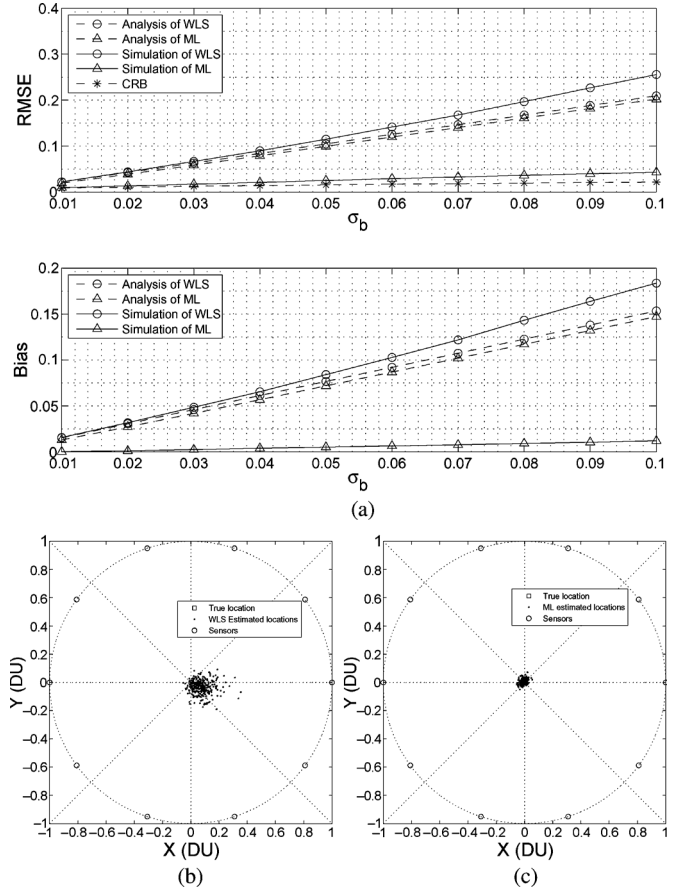 0.4
0.3
0.2
0.1
0
RMSE
Analysis of WLS
Analysis of ML
Simulation of WLS
Simulation of ML
CRB
0.01 0.02 0.03 0.04 0.05 0.06 0.07 0.08 0.09 0.1
σb
0.2
0.15
0.1
0.05
0
Bias
Analysis of WLS
Analysis of ML
Simulation of WLS
Simulation of ML
0.01 0.02 0.03 0.04 0.05 0.06 0.07 0.08 0.09 0.1
σb
(a)
1
0.8
0.6
0.4
0.2
0
−0.2
−0.4
−0.6
−0.8
−1
Y (DU)
True location
WLS Estimated locations
Sensors
−1 −0.8 −0.6 −0.4 −0.2 0 0.2 0.4 0.6 0.8 1
X (DU)
(b)
1
0.8
0.6
0.4
0.2
0
−0.2
−0.4
−0.6
−0.8
−1
Y (DU)
True location
ML estimated locations
Sensors
−1 −0.8 −0.6 −0.4 −0.2 0 0.2 0.4 0.6 0.8 1
X (DU)
(c)